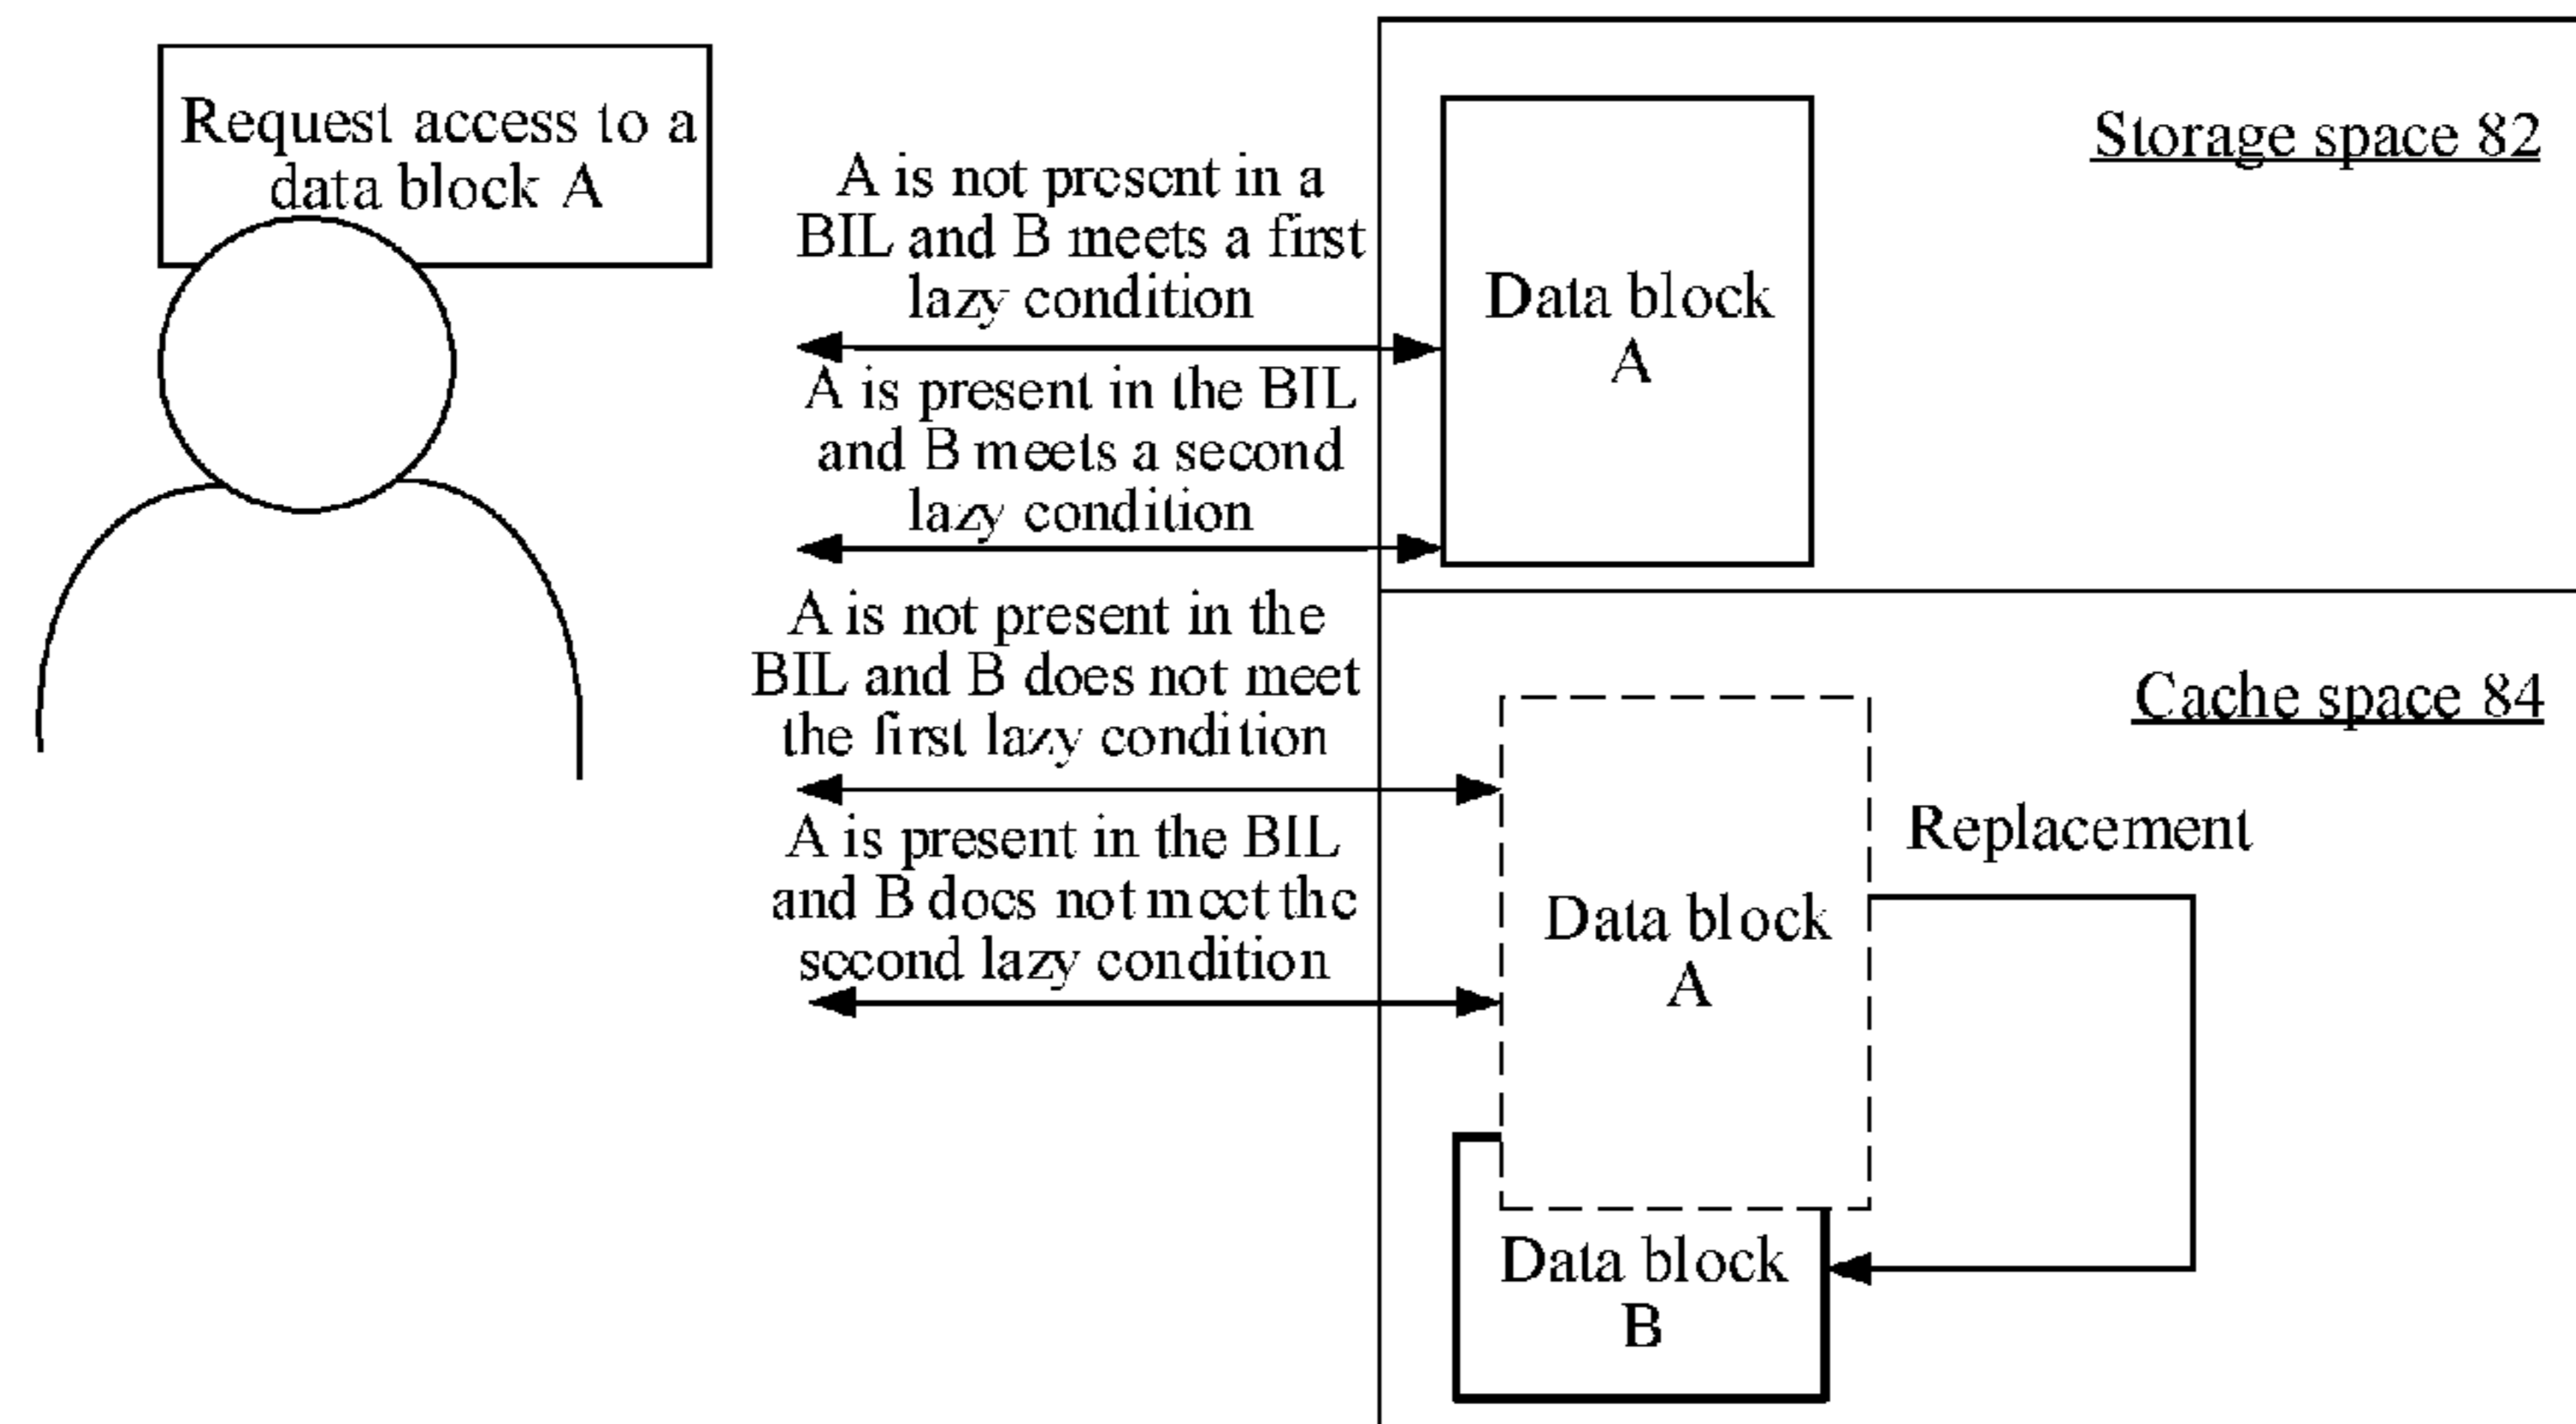 Request access to a
data block A
A is not present in a
BIL and B meets a first
lazy condition
A is present in the BIL
and B meets a second
lazy condition
A is not present in the
BIL and B does not meet
the first lazy condition
A is present in the BIL
and B does not meet the
second lazy condition
Storage space 82
Data block
A
Cache space 84
Data block
A
Replacement
Data block
B